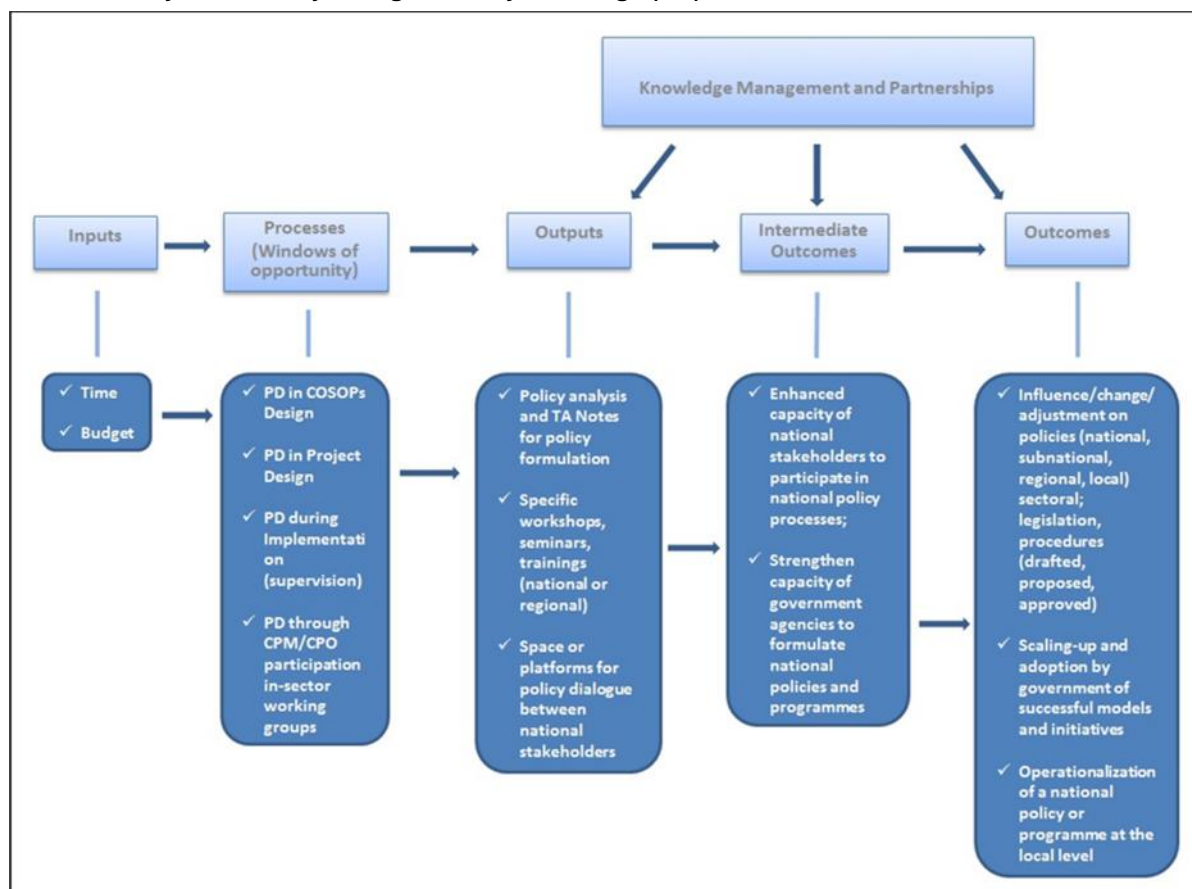 Knowledge Management and Partnerships
Inputs
Processes
(Windows of
opportunity)
Outputs
Intermediate
Outcomes
Outcomes
✓ Time
✓ Budget
✓ PD in COSOPs
Design
✓ PD in Project
Design
✓ PD during
Implementati
on
(supervision)
✓ PD through
CPM/CPO
participation
in-sector
working
groups
✓ Policy analysis
and TA Notes
for policy
formulation
✓ Specific
workshops,
seminars,
trainings
(national or
regional)
✓ Space or
platforms for
policy dialogue
between
national
stakeholders
✓ Enhanced
capacity of
national
stakeholders to
participate in
national policy
processes;
✓ Strengthen
capacity of
government
agencies to
formulate
national
policies and
programmes
✓ Influence/change/
adjustment on
policies (national,
subnational,
regional, local)
sectoral;
legislation,
procedures
(drafted,
proposed,
approved)
✓ Scaling-up and
adoption by
government of
successful models
and initiatives
✓ Operationalization
of a national
policy or
programme at the
local level